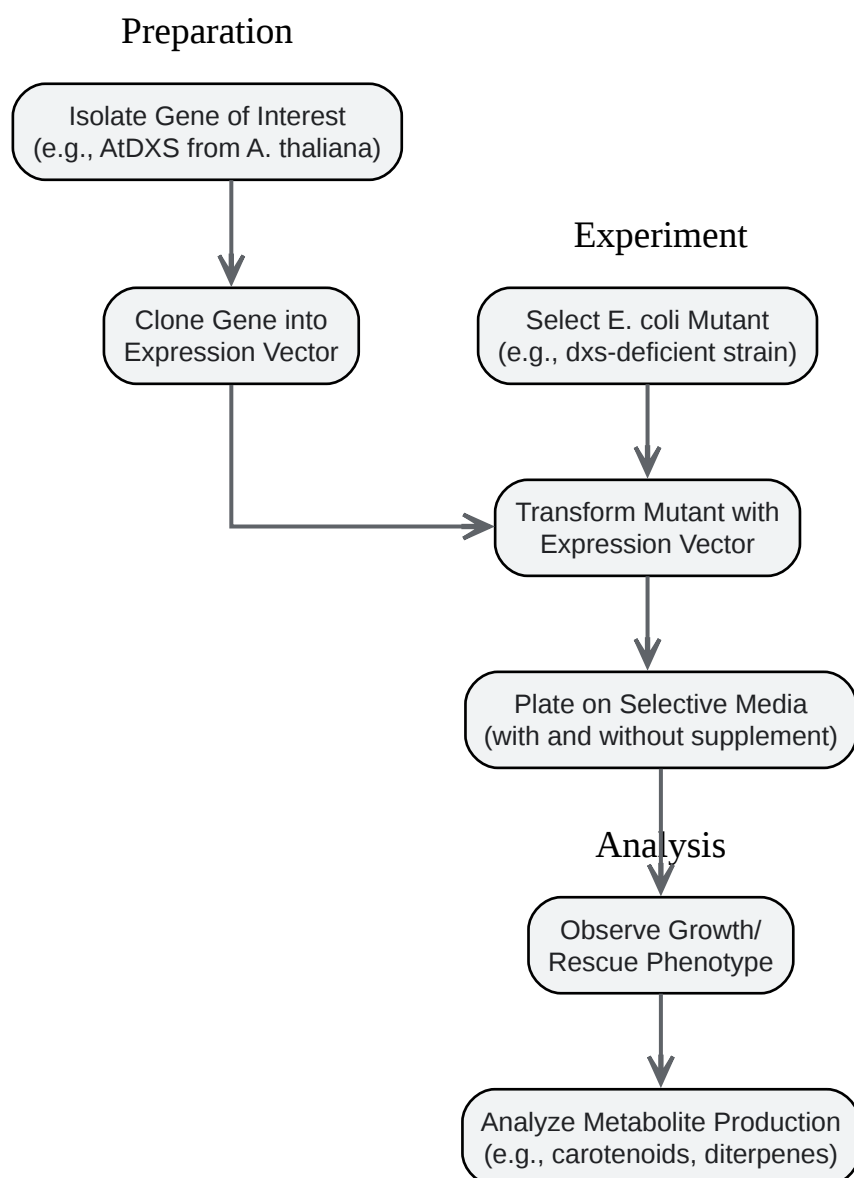 Preparation
Isolate Gene of Interest
(e.g., AtDXS from A. thaliana)
Experiment
Clone Gene into
Expression Vector
Select E. coli Mutant
(e.g., dxs-deficient strain)
Transform Mutant with
Expression Vector
Plate on Selective Media
(with and without supplement)
Analysis
Observe Growth/
Rescue Phenotype
Analyze Metabolite Production
(e.g., carotenoids, diterpenes)